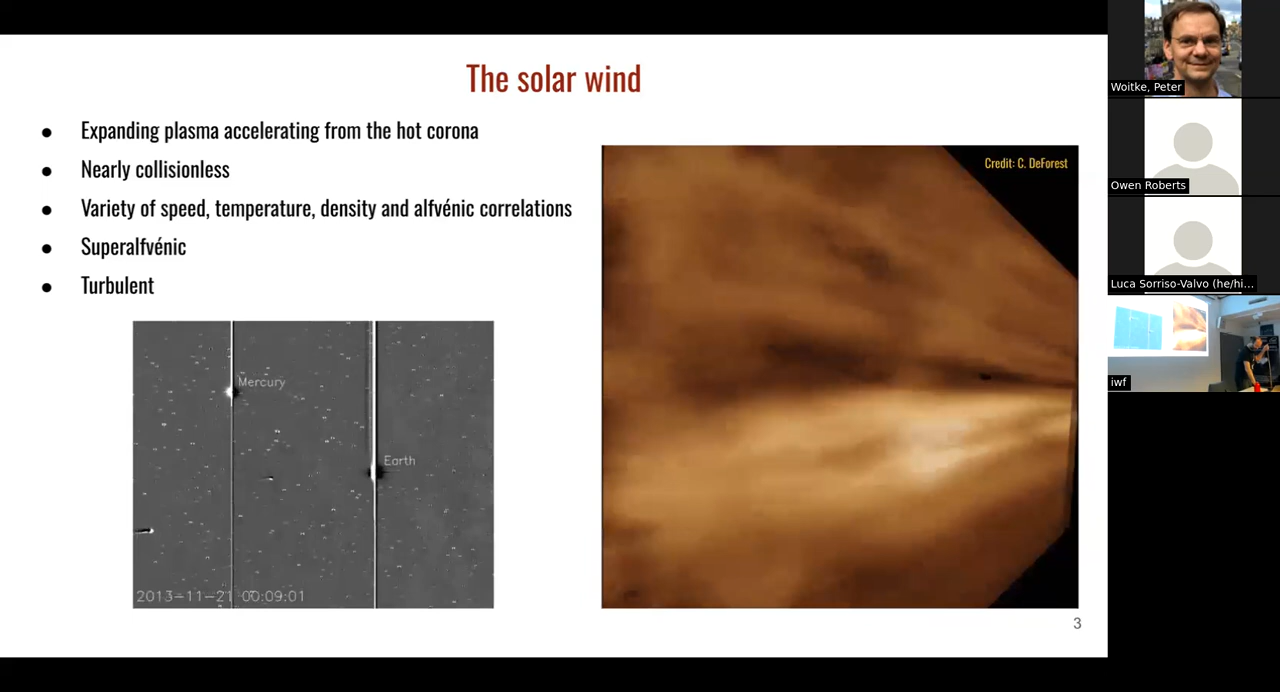 The solar wind
● Expanding plasma accelerating from the hot corona
● Nearly collisionless
● Variety of speed, temperature, density and alfvénic correlations
● Superalfvénic
● Turbulent
Credit: C. DeForest
Mercury
Earth
2013-11-21 00:09:01
3
Woitke, Peter
Owen Roberts
Luca Sorriso-Valvo (he/hi...
iwf